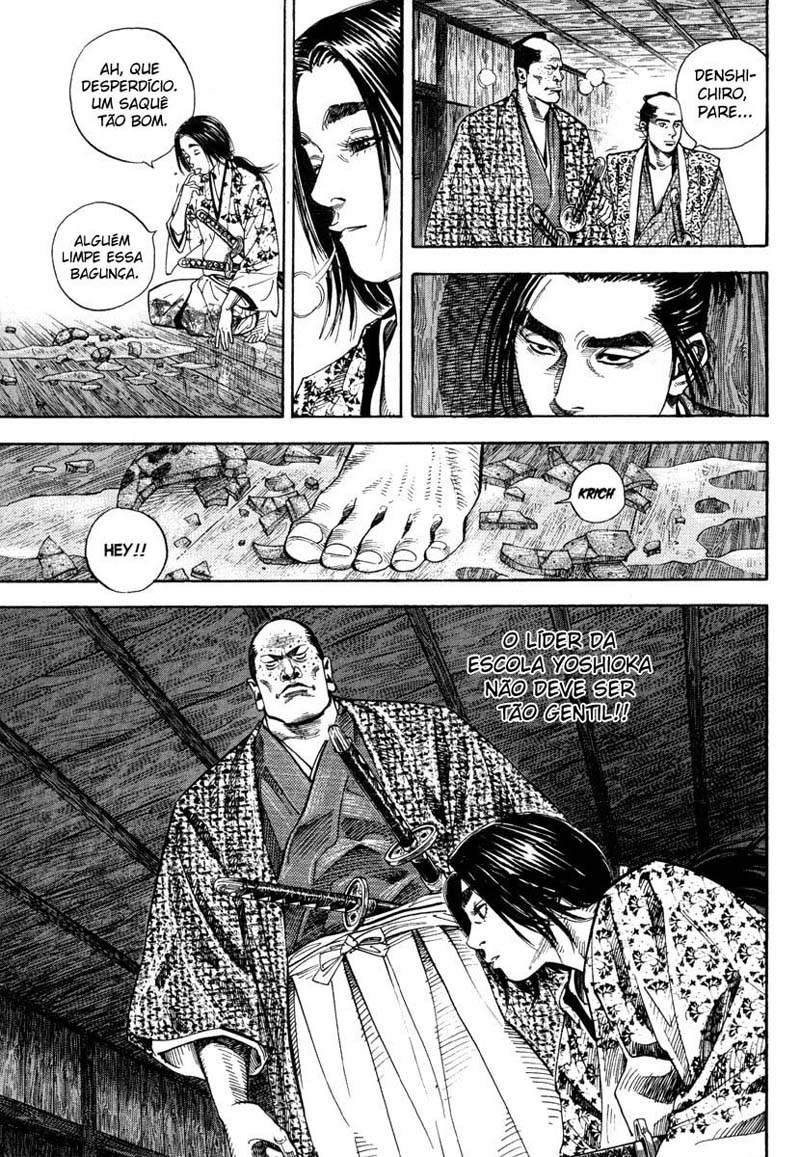 DENSHI-
CHIRO,
PARE...
AH, QUE
DESPERDÍCIO.
UM SAQUÊ
TÃO BOM.
ALGUÉM
LIMPE ESSA
BAGUNÇA.
KRICH
HEY!!
O LÍDER DA
ESCOLA YOSHIOKA
NÃO DEVE SER
TÃO GENTIL!!